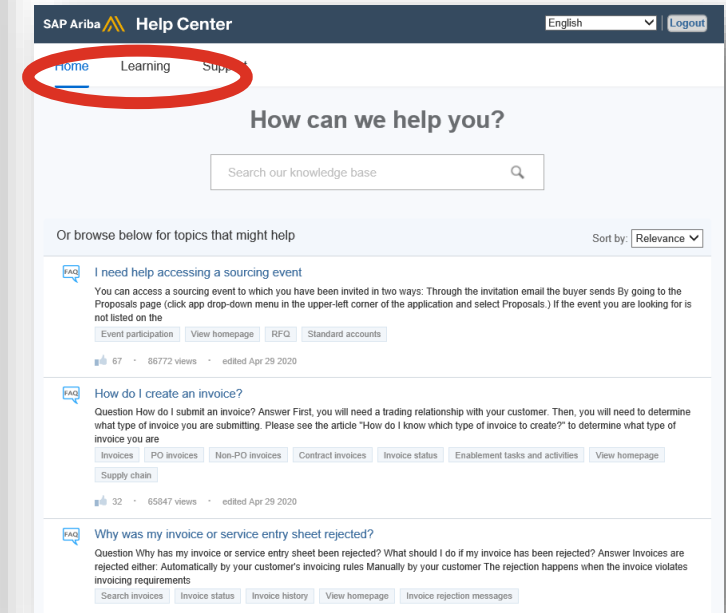 SAP Ariba Help Center English Logout
Home Learning Support
How can we help you?
Search our knowledge base
Or browse below for topics that might help Sort by: Relevance
FAQ I need help accessing a sourcing event
You can access a sourcing event to which you have been invited in two ways: Through the invitation email the buyer sends By going to the
Proposals page (click app drop-down menu in the upper-left corner of the application and select Proposals.) If the event you are looking for is
not listed on the
Event participation View homepage RFQ Standard accounts
67 · 86772 views · edited Apr 29 2020
FAQ How do I create an invoice?
Question How do I submit an invoice? Answer First, you will need a trading relationship with your customer. Then, you will need to determine
what type of invoice you are submitting. Please see the article "How do I know which type of invoice to create?" to determine what type of
invoice you are
Invoices PO invoices Non-PO invoices Contract invoices Invoice status Enablement tasks and activities View homepage
Supply chain
32 · 65847 views · edited Apr 29 2020
FAQ Why was my invoice or service entry sheet rejected?
Question Why has my invoice or service entry sheet been rejected? What should I do if my invoice has been rejected? Answer Invoices are
rejected either: Automatically by your customer's invoicing rules Manually by your customer The rejection happens when the invoice violates
invoicing requirements
Search invoices Invoice status Invoice history View homepage Invoice rejection messages